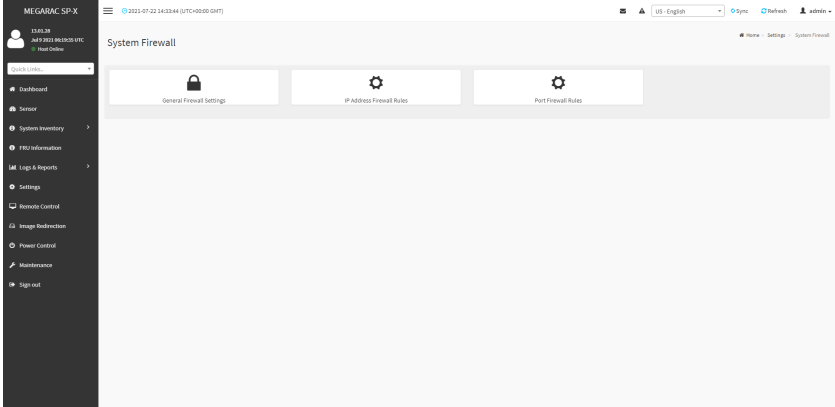 MEGARAC SP-X
2021-07-22 14:33:44 (UTC+00:00 GMT)
US - English
Sync
Refresh
admin
13.01.28
Jul 9 2021 06:19:35 UTC
Host Online
Quick Links...
Dashboard
Sensor
System Inventory
FRU Information
Logs & Reports
Settings
Remote Control
Image Redirection
Power Control
Maintenance
Sign out
System Firewall
Home > Settings > System Firewall
General Firewall Settings
IP Address Firewall Rules
Port Firewall Rules